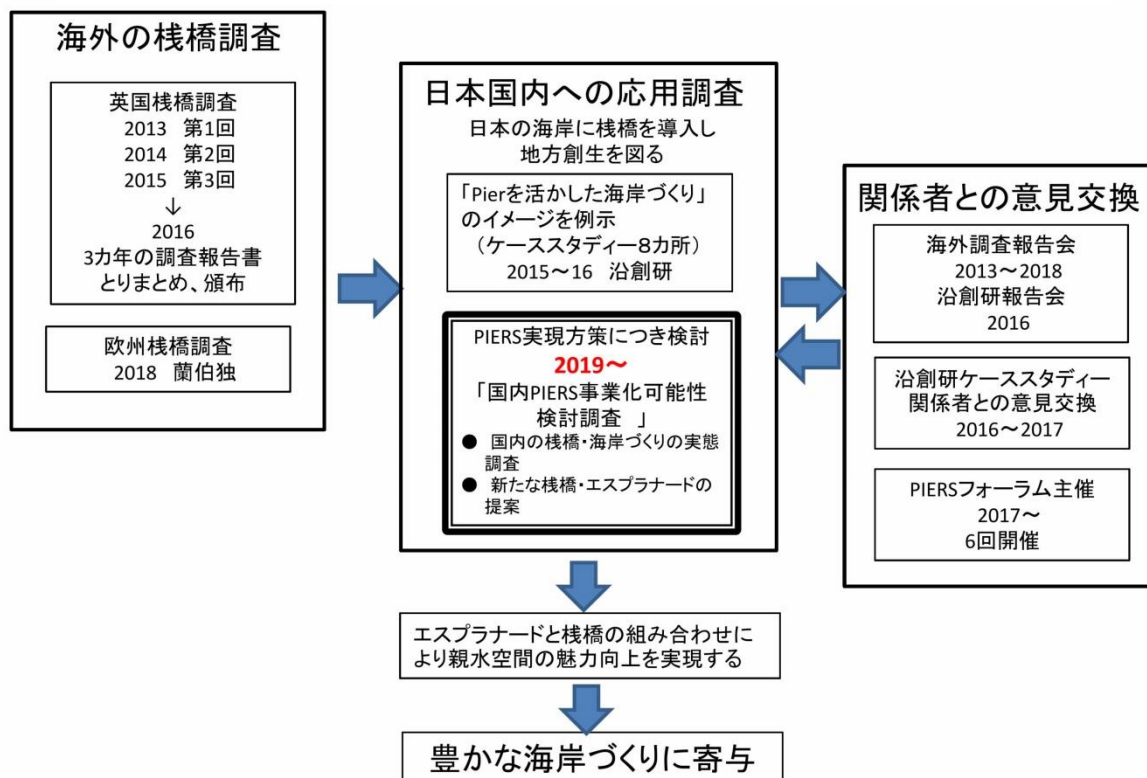 海外の桟橋調査
英国桟橋調査
2013 第1回
2014 第2回
2015 第3回
↓
2016
3カ年の調査報告書
とりまとめ、頒布
欧州桟橋調査
2018 蘭伯独
日本国内への応用調査
日本の海岸に桟橋を導入し
地方創生を図る
「Pierを活かした海岸づくり」
のイメージを例示
(ケーススタディー8カ所)
2015～16 沿創研
PIERS実現方策につき検討
2019～
「国内PIERS事業化可能性
検討調査 」
● 国内の桟橋・海岸づくりの実態
調査
● 新たな桟橋・エスプラナードの
提案
関係者との意見交換
海外調査報告会
2013～2018
沿創研報告会
2016
沿創研ケーススタディー
関係者との意見交換
2016～2017
PIERSフォーラム主催
2017～
6回開催
エスプラナードと桟橋の組み合わせに
より親水空間の魅力向上を実現する
豊かな海岸づくりに寄与